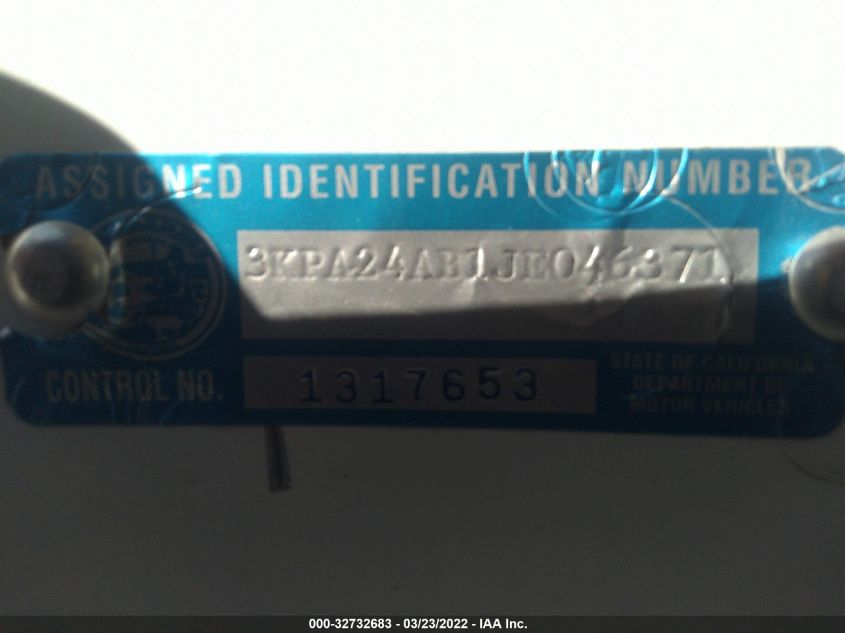 ASSIGNED IDENTIFICATION NUMBER
3KPA24AB1JE046371
CONTROL NO.
1317653
STATE OF CALIFORNIA
DEPARTMENT OF
MOTOR VEHICLES
000-32732683 - 03/23/2022 - IAA Inc.